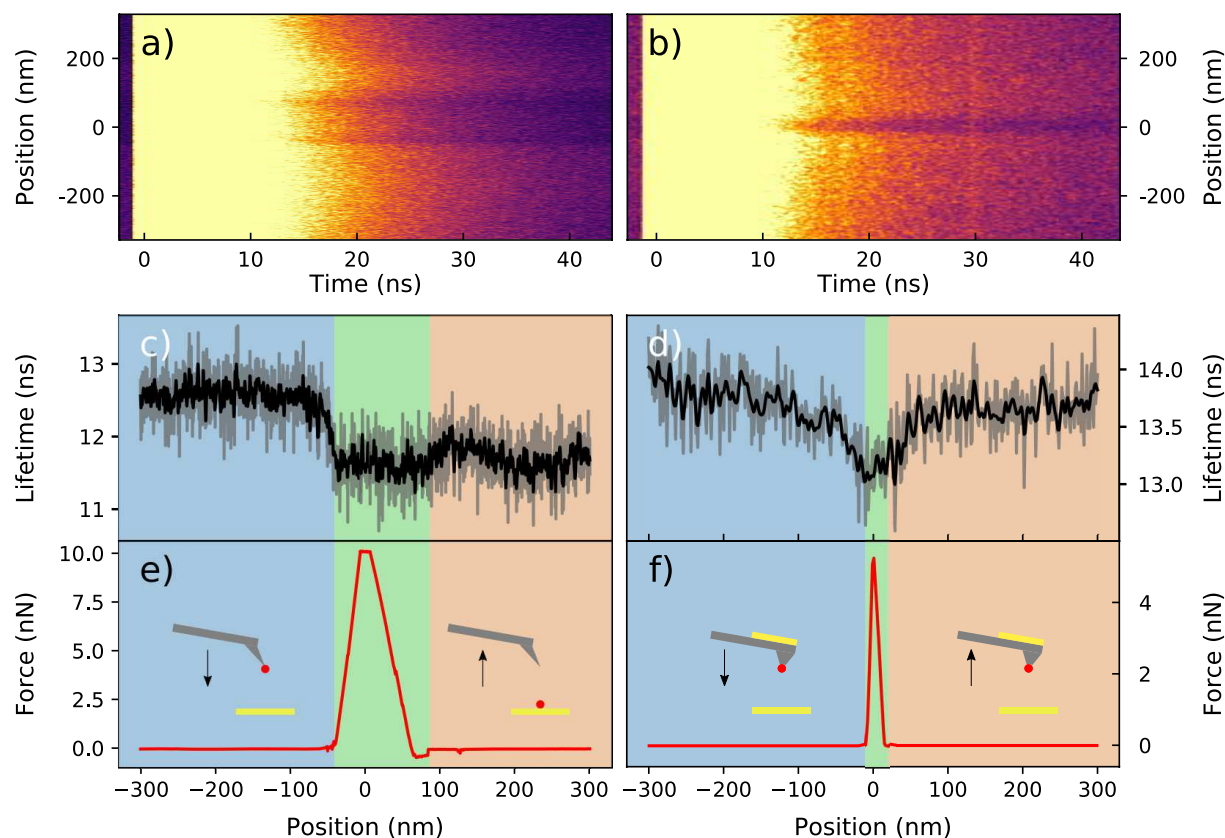 a)
b)
Position (nm)
200
0
-200
200
0
-200
Position (nm)
0
10
20
30
40
0
10
20
30
40
Time (ns)
Time (ns)
c)
d)
Lifetime (ns)
13
12
11
14.0
13.5
13.0
Lifetime (ns)
e)
f)
Force (nN)
10.0
7.5
5.0
2.5
0.0
4
2
0
Force (nN)
−300
−200
−100
0
100
200
300
−300
−200
−100
0
100
200
300
Position (nm)
Position (nm)